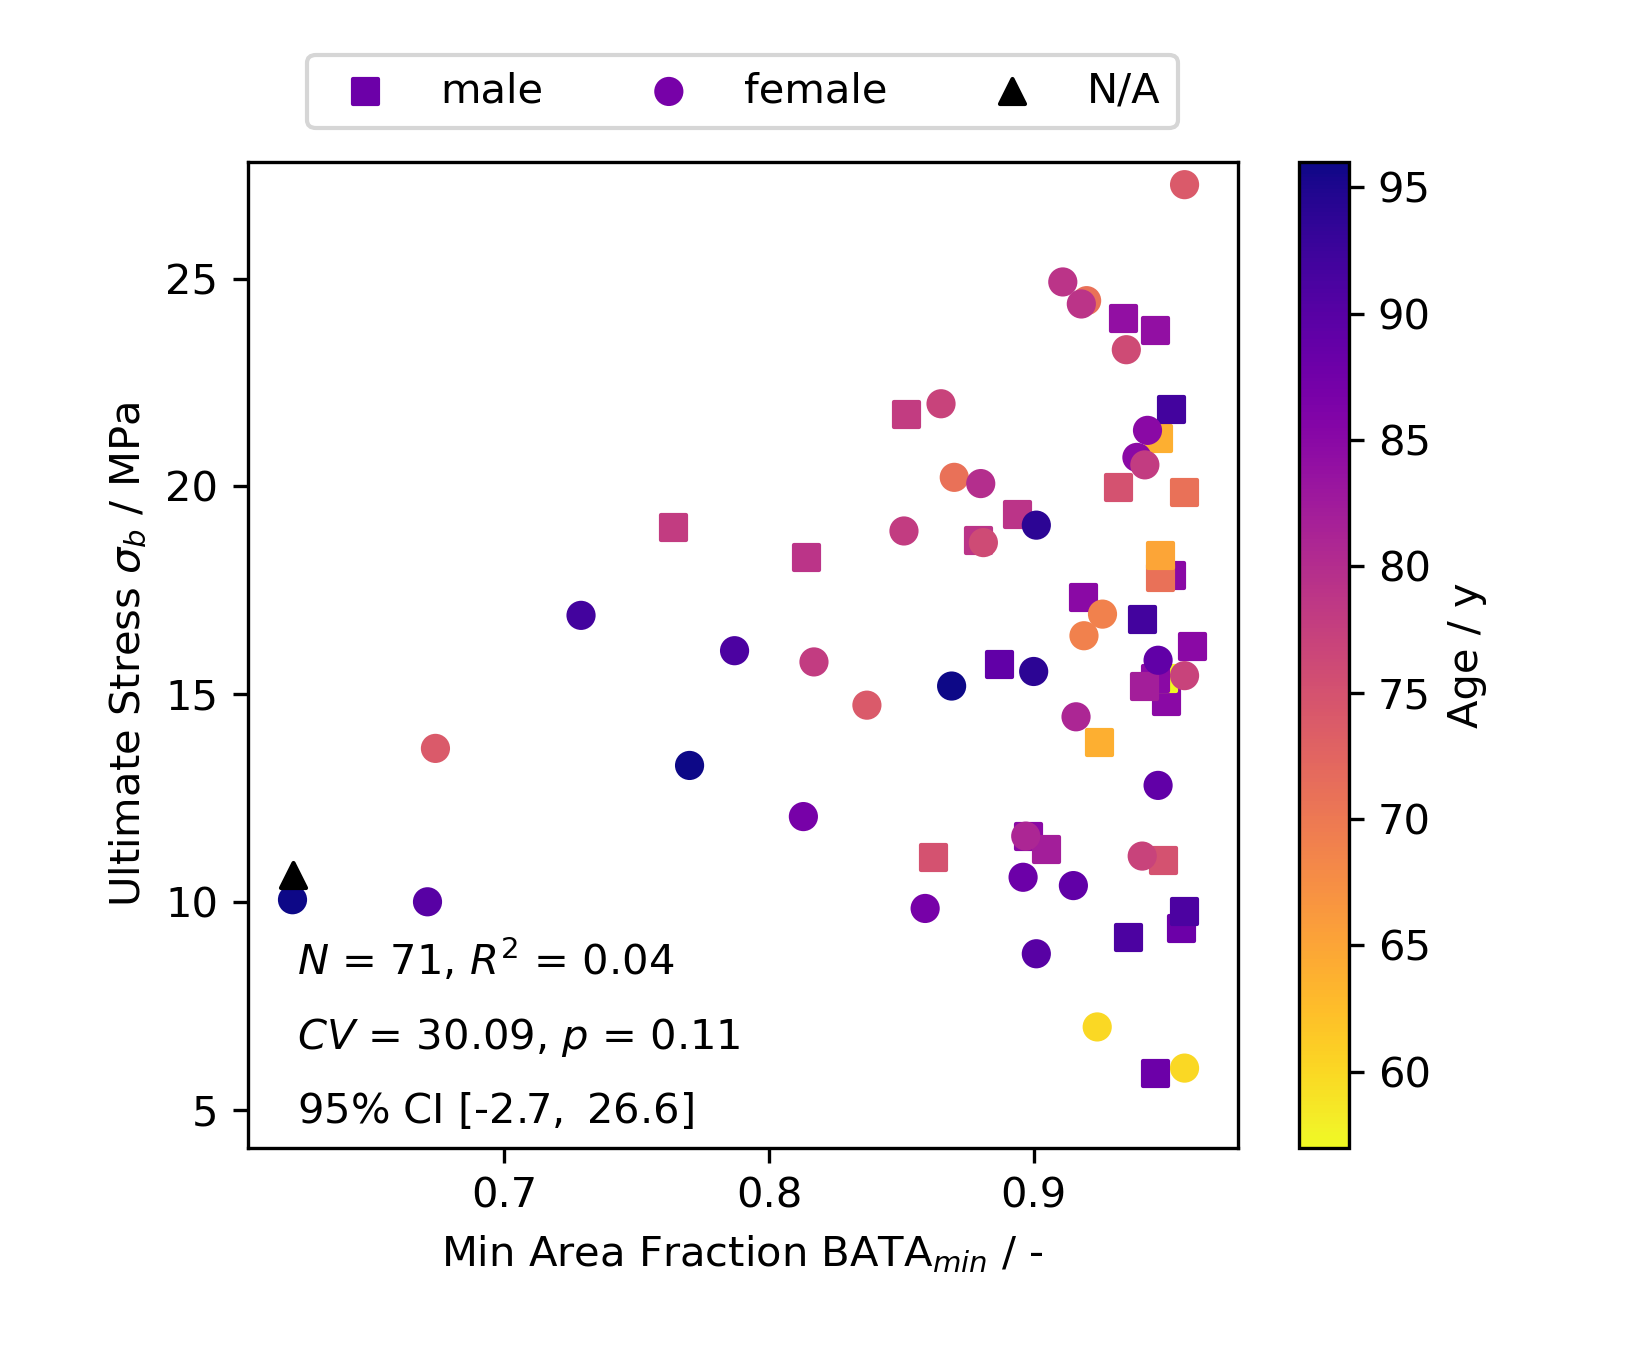 male female N/A
25
20
15
10
5
Ultimate Stress σb / MPa
N = 71, R² = 0.04
CV = 30.09, p = 0.11
95% CI [-2.7, 26.6]
0.7 0.8 0.9
Min Area Fraction BATAmin / -
95
90
85
80
75
70
65
60
Age / y